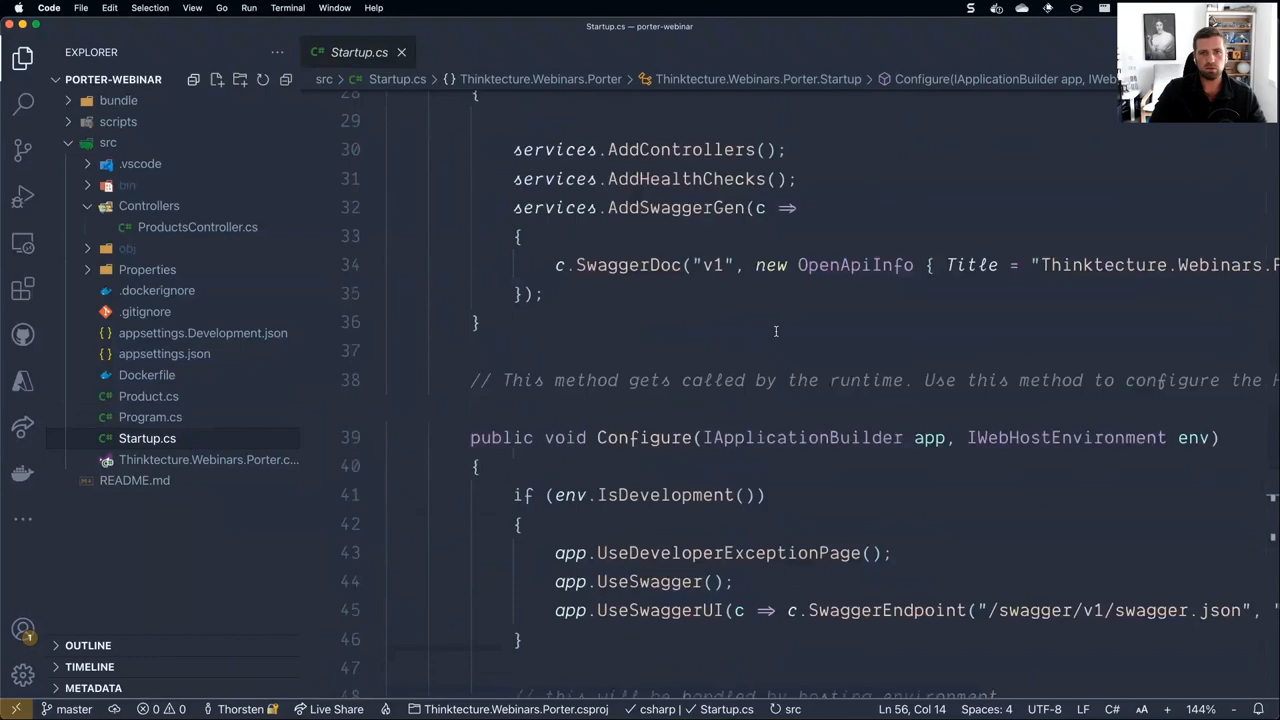 Code File Edit Selection View Go Run Terminal Window Help
Startup.cs — porter-webinar
EXPLORER
PORTER-WEBINAR
bundle
scripts
src
.vscode
bin
Controllers
ProductsController.cs
obj
Properties
.dockerignore
.gitignore
appsettings.Development.json
appsettings.json
Dockerfile
Product.cs
Program.cs
Startup.cs
Thinktecture.Webinars.Porter.c...
README.md
OUTLINE
TIMELINE
METADATA
Startup.cs
src Startup.cs Thinktecture.Webinars.Porter Thinktecture.Webinars.Porter.Startup Configure(IApplicationBuilder app, IWeb
28 {
29
30 services.AddControllers();
31 services.AddHealthChecks();
32 services.AddSwaggerGen(c =>
33 {
34 c.SwaggerDoc("v1", new OpenApiInfo { Title = "Thinktecture.Webinars.P
35 });
36 }
37
38 // This method gets called by the runtime. Use this method to configure the
39 public void Configure(IApplicationBuilder app, IWebHostEnvironment env)
40 {
41 if (env.IsDevelopment())
42 {
43 app.UseDeveloperExceptionPage();
44 app.UseSwagger();
45 app.UseSwaggerUI(c => c.SwaggerEndpoint("/swagger/v1/swagger.json", "
46 }
47
48 // this will be handled by hosting environment
1
master 0 0 Thorsten Live Share Thinktecture.Webinars.Porter.csproj csharp | Startup.cs src Ln 56, Col 14 Spaces: 4 UTF-8 LF C# AA + 144% -